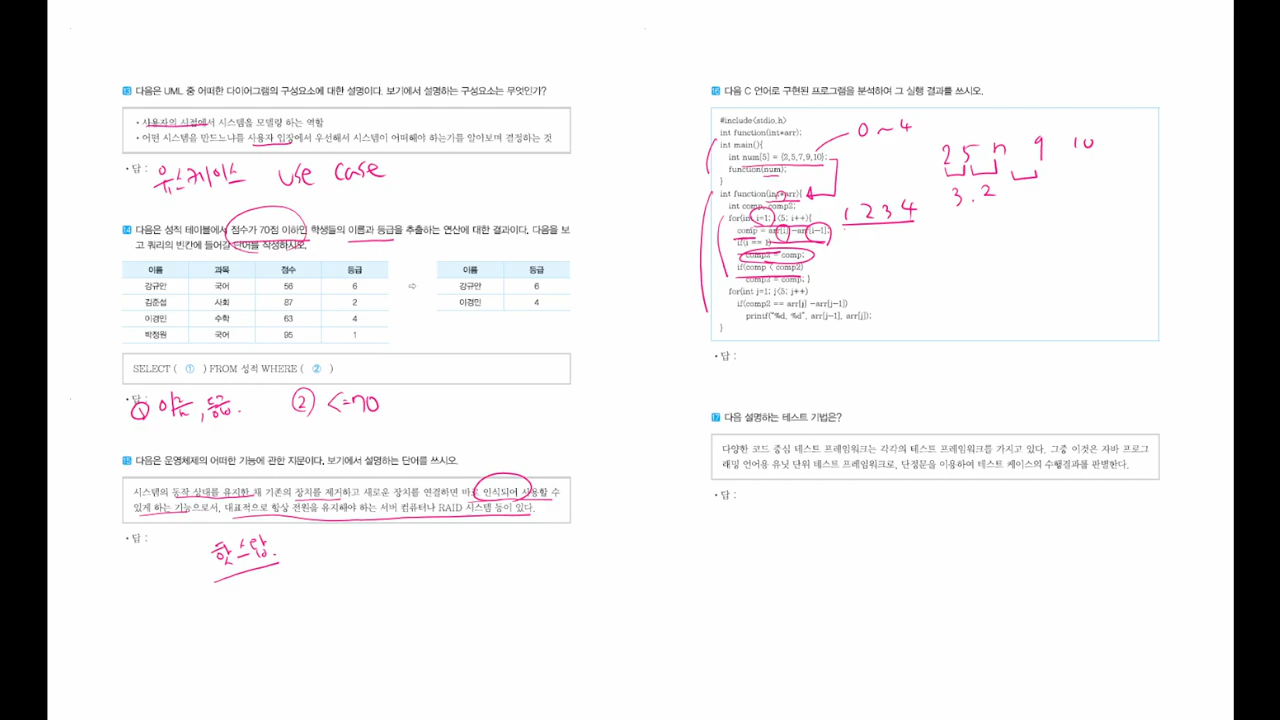 13 다음은 UML 중 어떠한 다이어그램의 구성요소에 대한 설명이다. 보기에서 설명하는 구성요소는 무엇인가?
• 사용자의 시점에서 시스템을 모델링 하는 역할
• 어떤 시스템을 만드느냐를 사용자 입장에서 우선해서 시스템이 어떠해야 하는가를 알아보며 결정하는 것
• 답 :
유스케이스 use case
14 다음은 성적 테이블에서 점수가 70점 이하인 학생들의 이름과 등급을 추출하는 연산에 대한 결과이다. 다음을 보
고 쿼리의 빈칸에 들어갈 단어를 작성하시오.
이름 과목 점수 등급
강규안 국어 56 6
김준섭 사회 87 2
이경민 수학 63 4
박정원 국어 95 1
⇨
이름 등급
강규안 6
이경민 4
SELECT ( ① ) FROM 성적 WHERE ( ② )
• 답 :
① 이름, 등급. ② <=70
15 다음은 운영체제의 어떠한 기능에 관한 지문이다. 보기에서 설명하는 단어를 쓰시오.
시스템의 동작 상태를 유지한 채 기존의 장치를 제거하고 새로운 장치를 연결하면 바로 인식되어 사용할 수
있게 하는 기능으로서, 대표적으로 항상 전원을 유지해야 하는 서버 컴퓨터나 RAID 시스템 등이 있다.
• 답 :
핫스왑.
16 다음 C 언어로 구현된 프로그램을 분석하여 그 실행 결과를 쓰시오.
#include<stdio.h>
int function(int*arr);
int main(){
int num[5] = {2,5,7,9,10};
function(num);
}
int function(int*arr){
int comp, comp2;
for(int i=1; i<5; i++){
comp = arr[i] -arr[i-1];
if(i == 1)
comp2 = comp;
if(comp < comp2)
comp2 = comp; }
for(int j=1; j<5; j++)
if(comp2 == arr[j] -arr[j-1])
printf("%d, %d", arr[j-1], arr[j]);
}
0 ~ 4
1 2 3 4
2 5 7 9 10
3. 2
• 답 :
17 다음 설명하는 테스트 기법은?
다양한 코드 중심 테스트 프레임워크는 각각의 테스트 프레임워크를 가지고 있다. 그중 이것은 자바 프로그
래밍 언어용 유닛 단위 테스트 프레임워크로, 단정문을 이용하여 테스트 케이스의 수행결과를 판별한다.
• 답 :